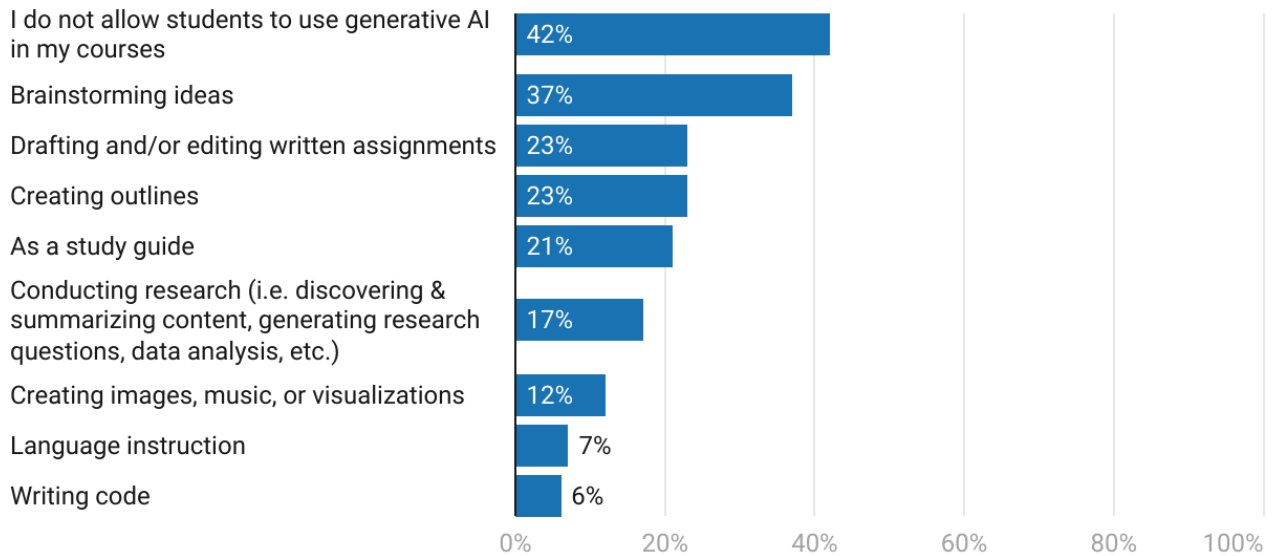 I do not allow students to use generative AI
in my courses
42%
Brainstorming ideas
37%
Drafting and/or editing written assignments
23%
Creating outlines
23%
As a study guide
21%
Conducting research (i.e. discovering &
summarizing content, generating research
questions, data analysis, etc.)
17%
Creating images, music, or visualizations
12%
Language instruction
7%
Writing code
6%
0%
20%
40%
60%
80%
100%